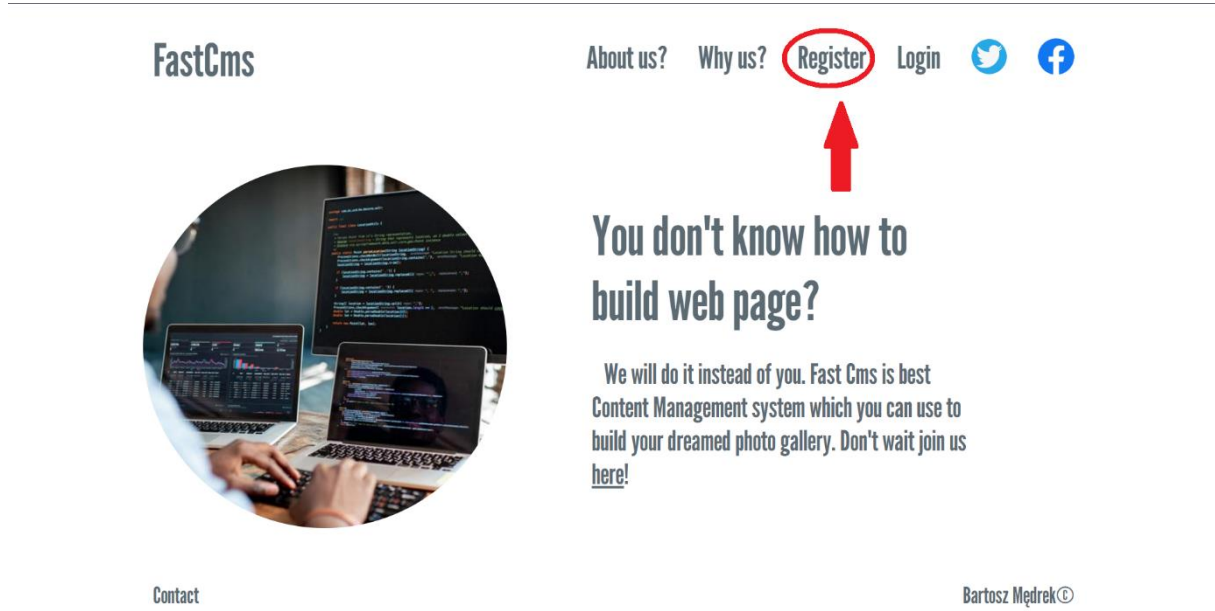 FastCms
About us? Why us? Register Login
You don't know how to
build web page?
We will do it instead of you. Fast Cms is best
Content Management system which you can use to
build your dreamed photo gallery. Don't wait join us
here!
Contact
Bartosz Mędrek©